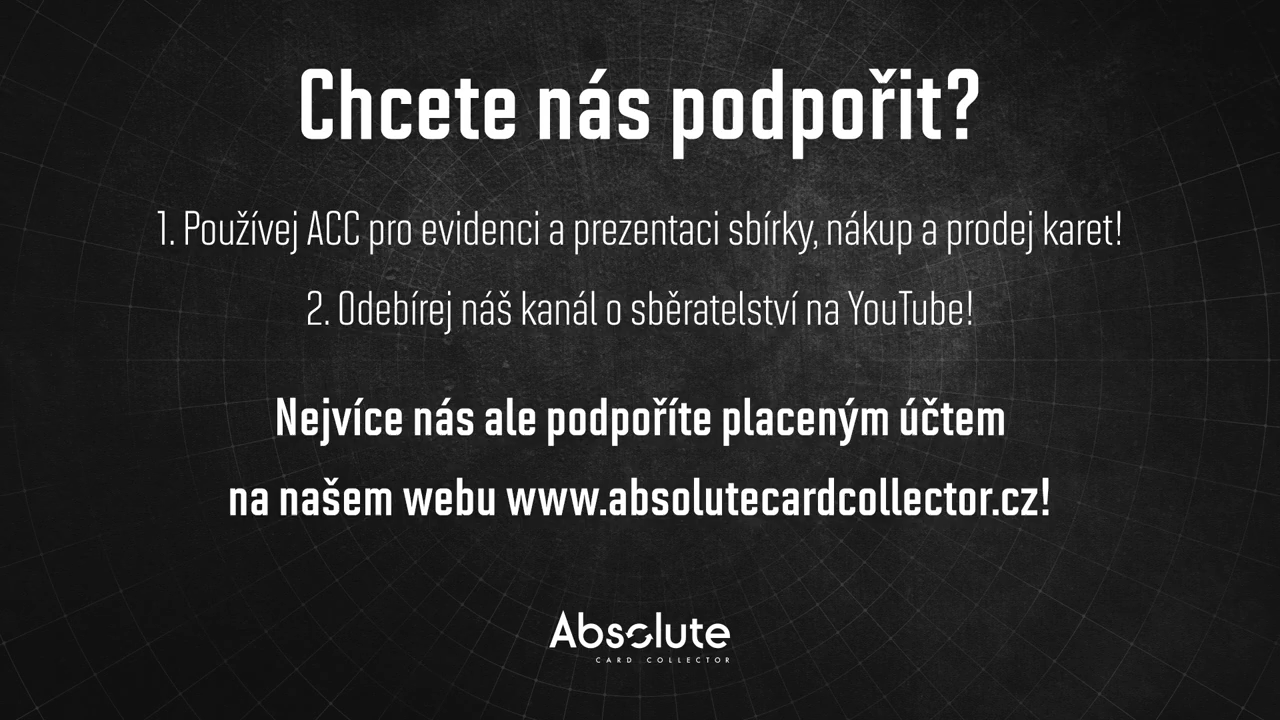 Chcete nás podpořit?
1. Používej ACC pro evidenci a prezentaci sbírky, nákup a prodej karet!
2. Odebírej náš kanál o sběratelství na YouTube!
Nejvíce nás ale podpoříte placeným účtem
na našem webu www.absolutecardcollector.cz!
Absolute
CARD COLLECTOR